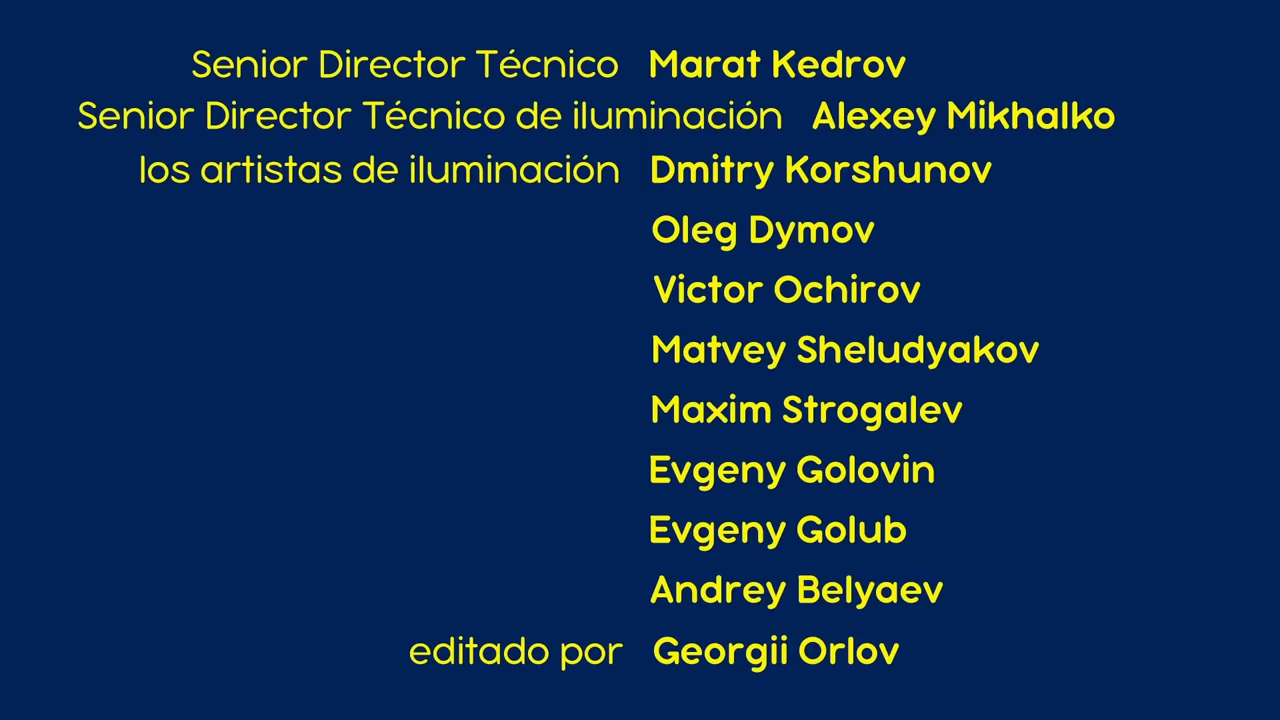 Senior Director Técnico Marat Kedrov
Senior Director Técnico de iluminación Alexey Mikhalko
los artistas de iluminación Dmitry Korshunov
Oleg Dymov
Victor Ochirov
Matvey Sheludyakov
Maxim Strogalev
Evgeny Golovin
Evgeny Golub
Andrey Belyaev
editado por Georgii Orlov